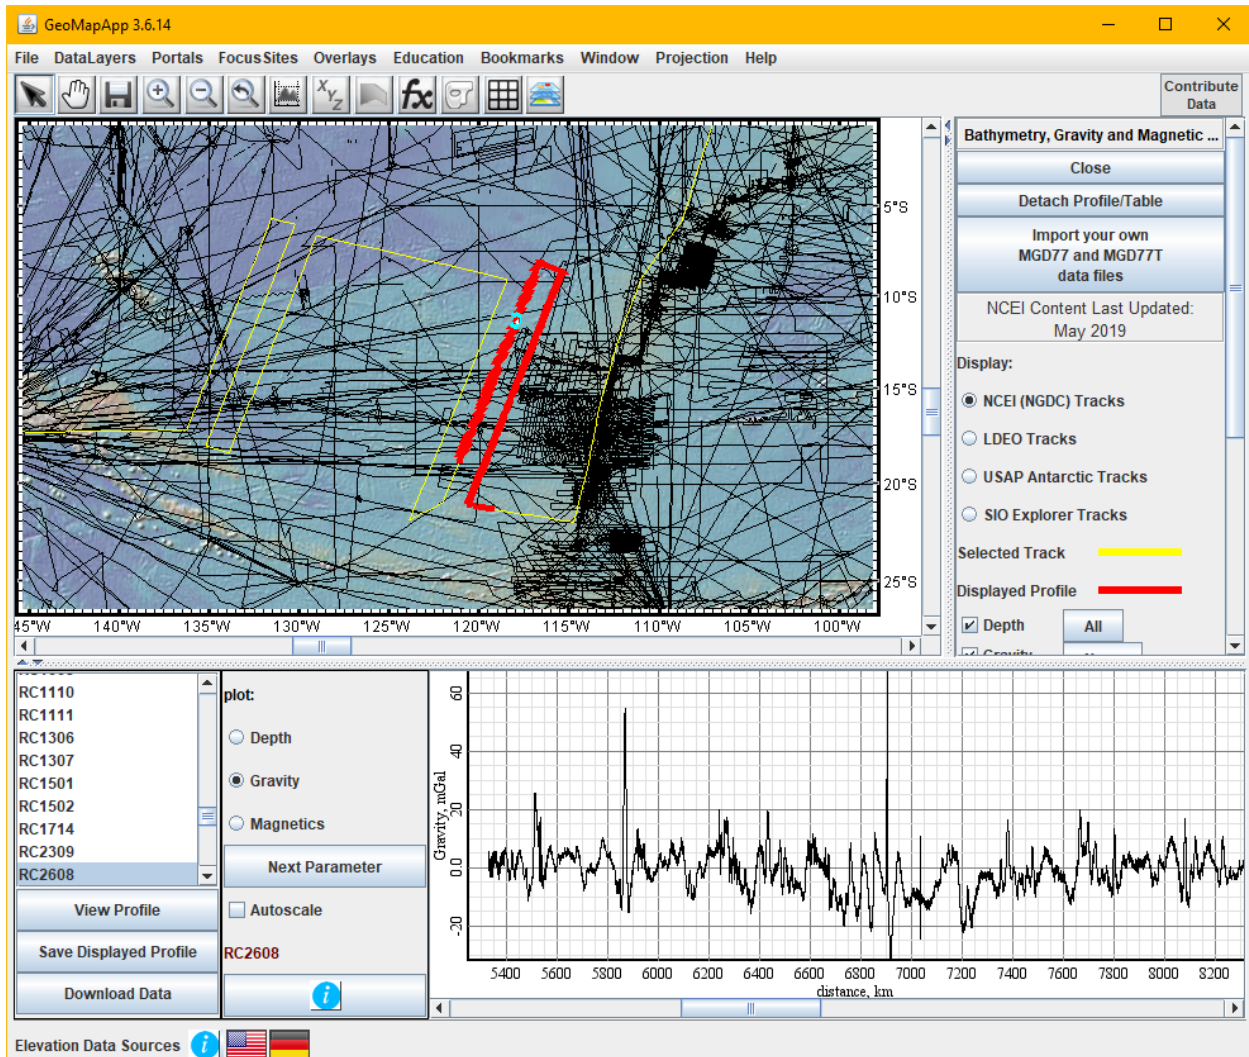 GeoMapApp 3.6.14
File DataLayers Portals FocusSites Overlays Education Bookmarks Window Projection Help
X Y Z fx
Contribute
Data
5°S
10°S
15°S
20°S
25°S
45°W 140°W 135°W 130°W 125°W 120°W 115°W 110°W 105°W 100°W
Bathymetry, Gravity and Magnetic ...
Close
Detach Profile/Table
Import your own
MGD77 and MGD77T
data files
NCEI Content Last Updated:
May 2019
Display:
NCEI (NGDC) Tracks
LDEO Tracks
USAP Antarctic Tracks
SIO Explorer Tracks
Selected Track
Displayed Profile
Depth All
Gravity
RC1110
RC1111
RC1306
RC1307
RC1501
RC1502
RC1714
RC2309
RC2608
View Profile
Save Displayed Profile
Download Data
plot:
Depth
Gravity
Magnetics
Next Parameter
Autoscale
RC2608
i
Gravity, mGal
60
40
20
0.0
-20
5400 5600 5800 6000 6200 6400 6600 6800 7000 7200 7400 7600 7800 8000 8200
distance, km
Elevation Data Sources i